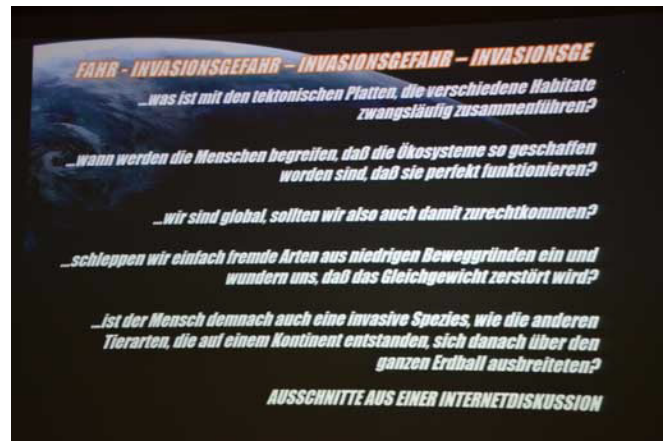 FAHR - INVASIONSGEFAHR – INVASIONSGEFAHR – INVASIONSGE
...was ist mit den tektonischen Platten, die verschiedene Habitate
zwangsläufig zusammenführen?
...wann werden die Menschen begreifen, daß die Ökosysteme so geschaffen
worden sind, daß sie perfekt funktionieren?
...wir sind global, sollten wir also auch damit zurechtkommen?
...schleppen wir einfach fremde Arten aus niedrigen Beweggründen ein und
wundern uns, daß das Gleichgewicht zerstört wird?
...ist der Mensch demnach auch eine invasive Spezies, wie die anderen
Tierarten, die auf einem Kontinent entstanden, sich danach über den
ganzen Erdball ausbreiteten?
AUSSCHNITTE AUS EINER INTERNETDISKUSSION